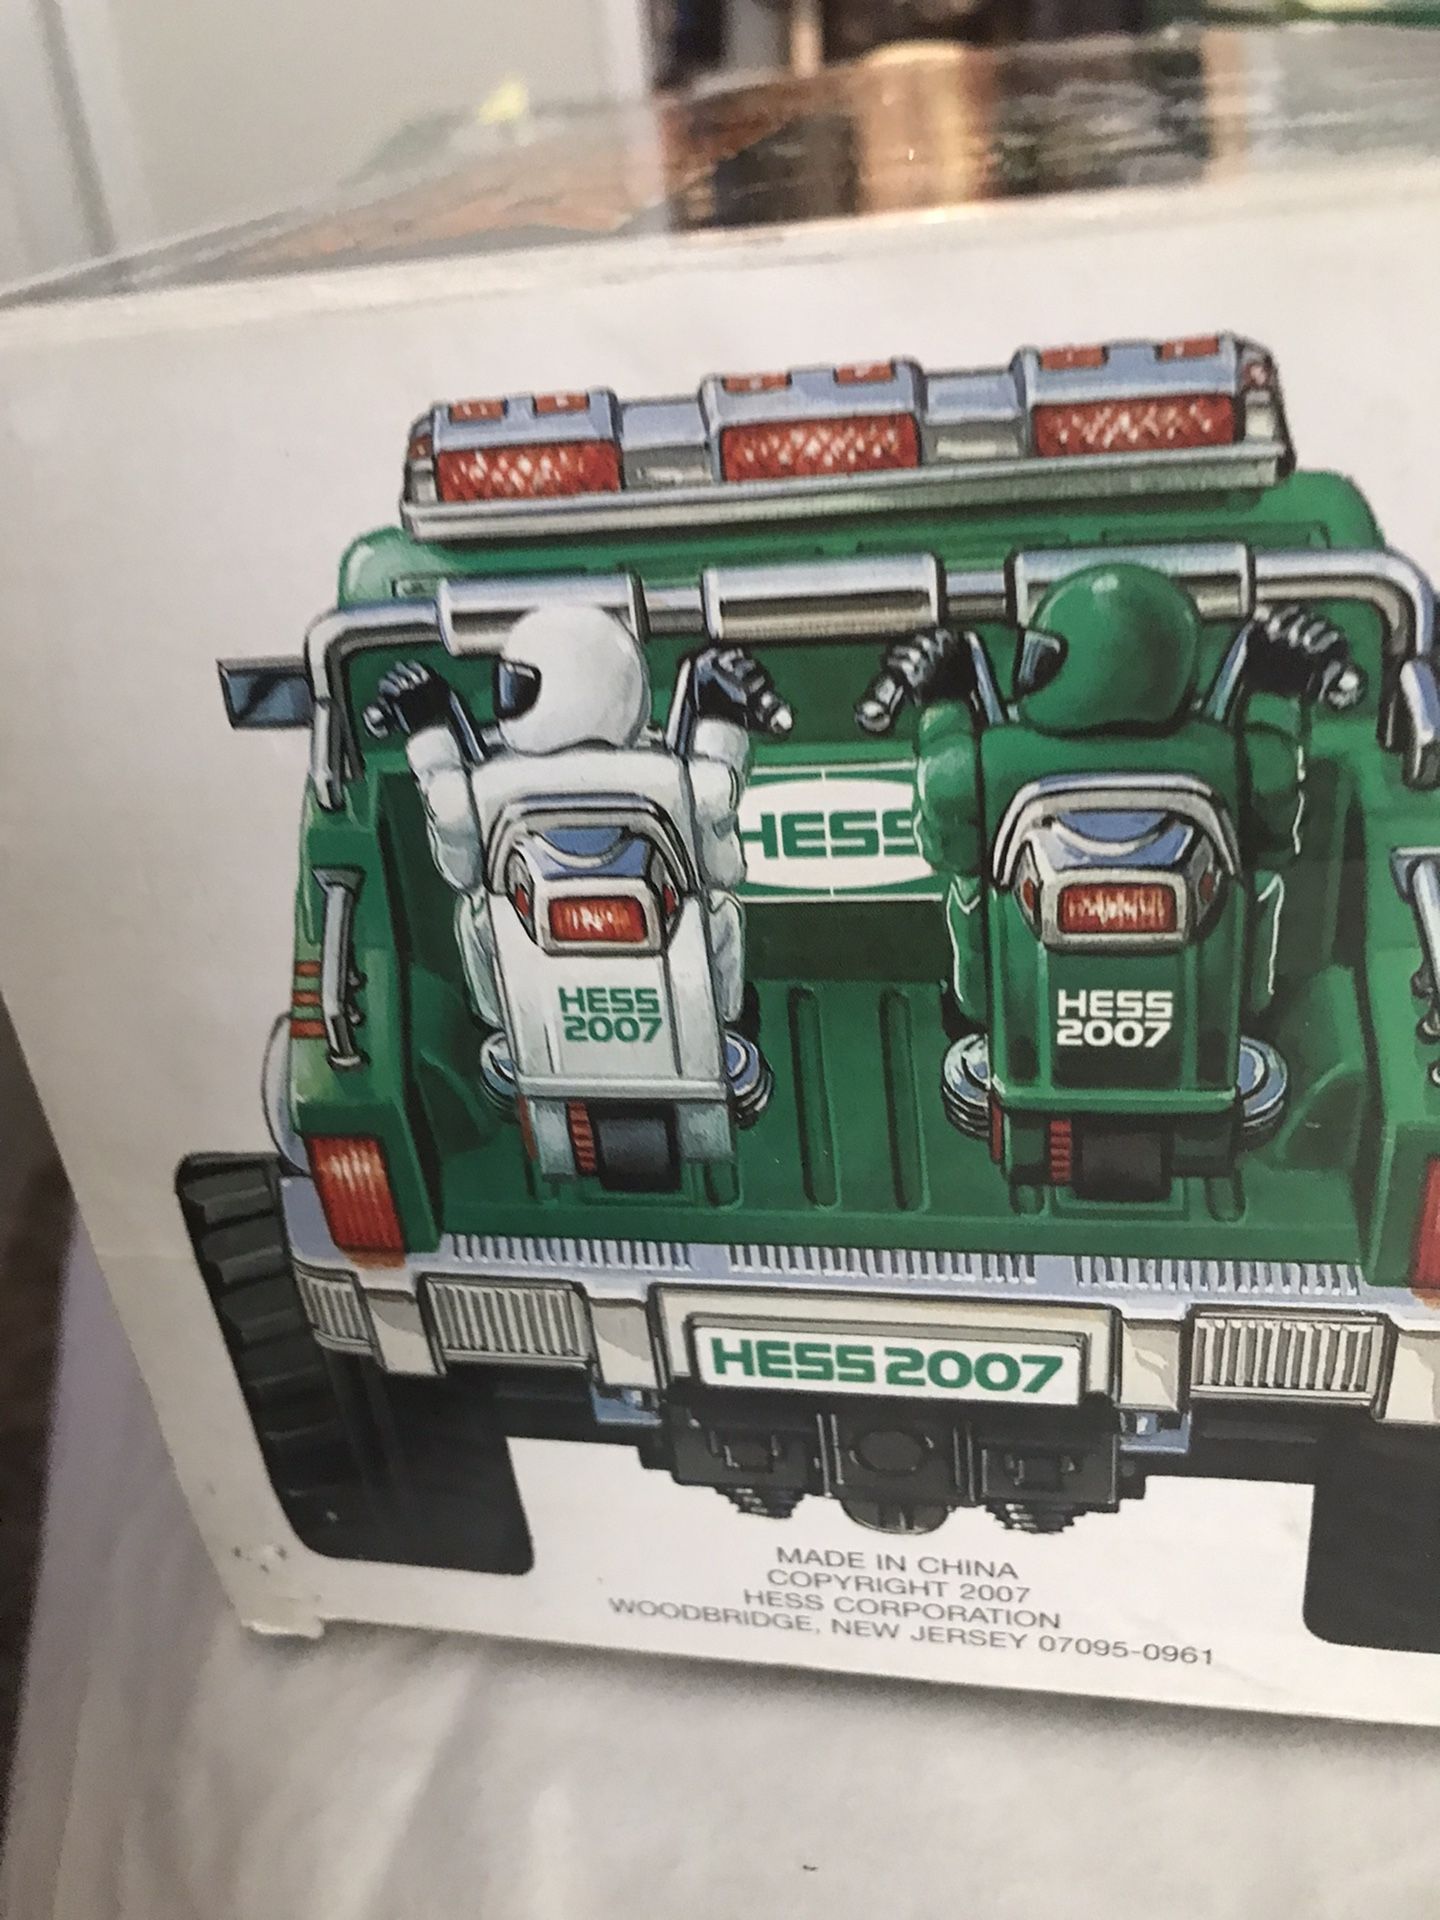 HESS
HESS
2007
HESS
2007
HESS 2007
MADE IN CHINA
COPYRIGHT 2007
HESS CORPORATION
WOODBRIDGE, NEW JERSEY 07095-0961